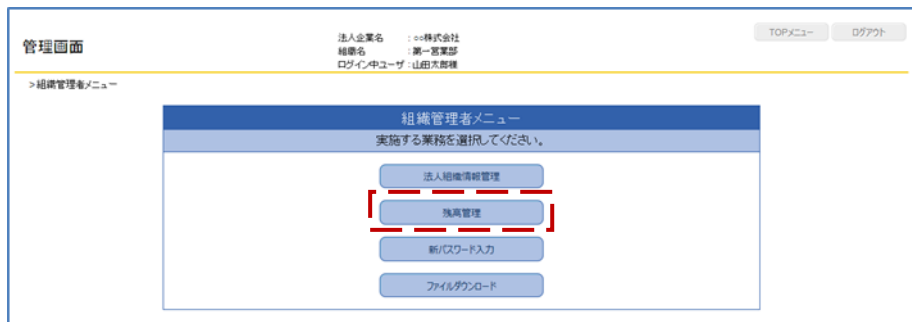 管理画面
法人企業名 : ○○株式会社
組織名 : 第一営業部
ログイン中ユーザ : 山田太郎様
TOPメニュー
ログアウト
>組織管理者メニュー
組織管理者メニュー
実施する業務を選択してください。
法人組織情報管理
残高管理
新パスワード入力
ファイルダウンロード